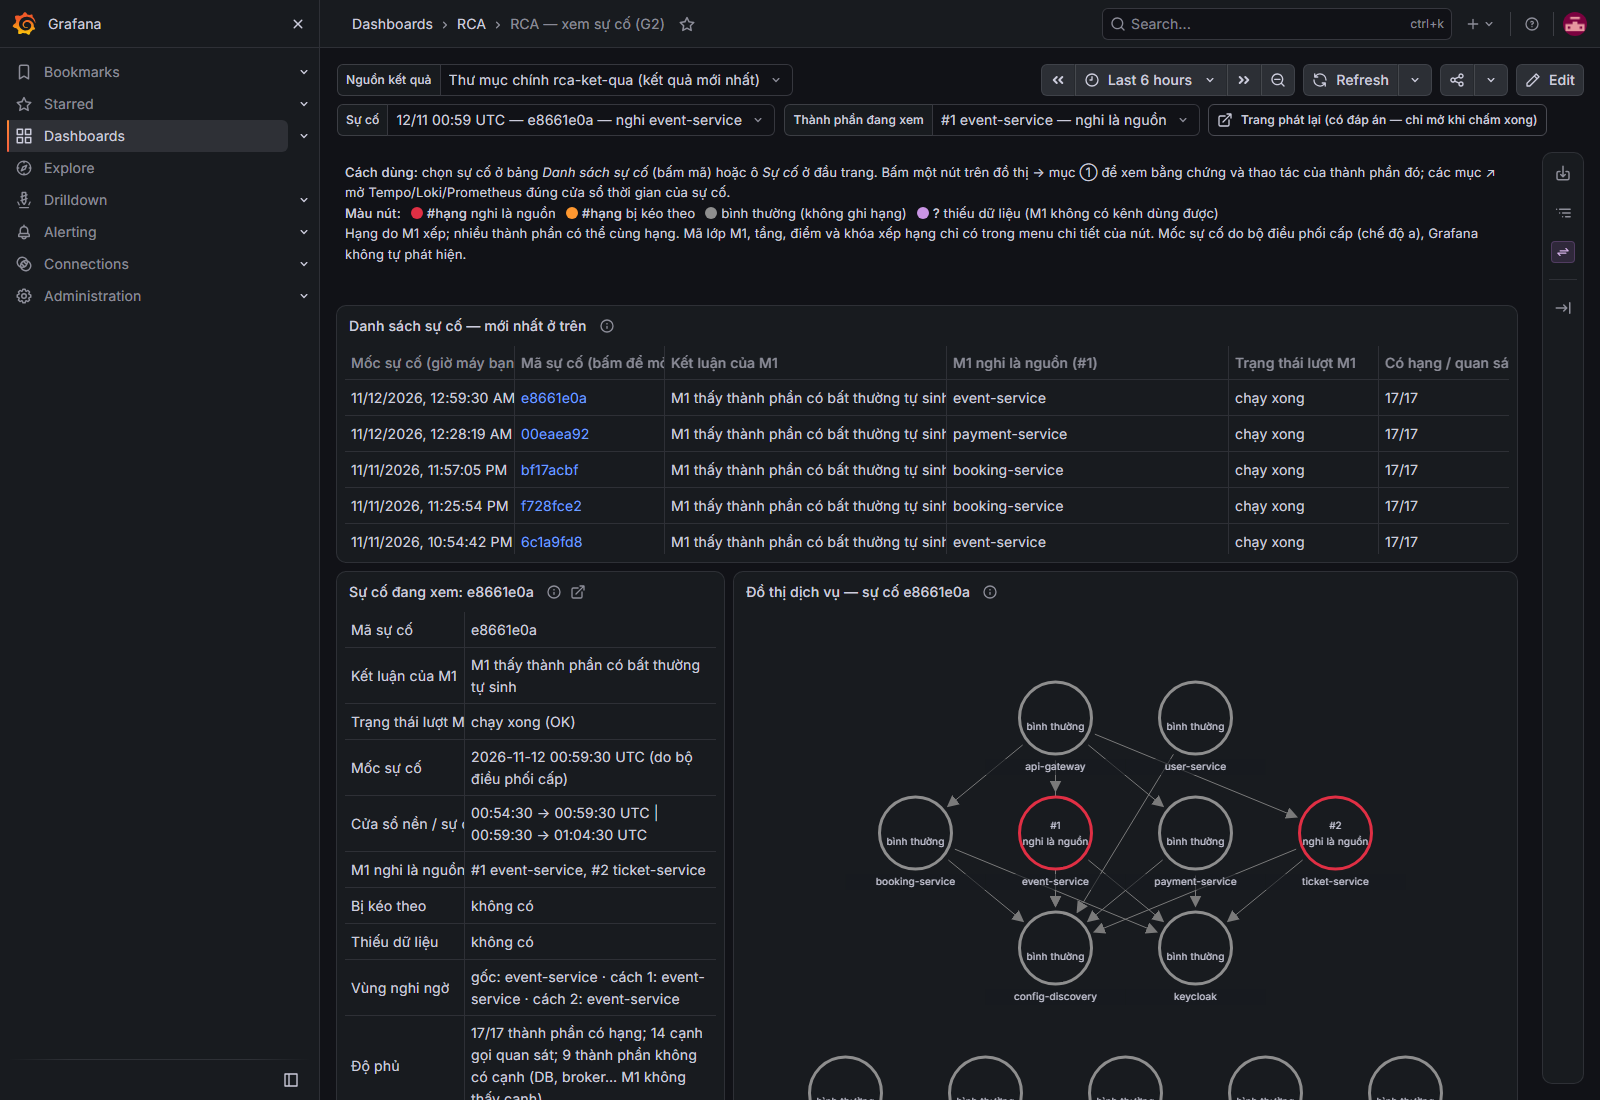 Grafana
Dashboards › RCA › RCA — xem sự cố (G2)
Search...
ctrl+k
Bookmarks
Starred
Dashboards
Explore
Drilldown
Alerting
Connections
Administration
Nguồn kết quả
Thư mục chính rca-ket-qua (kết quả mới nhất)
Last 6 hours
Refresh
Edit
Sự cố
12/11 00:59 UTC — e8661e0a — nghi event-service
Thành phần đang xem
#1 event-service — nghi là nguồn
Trang phát lại (có đáp án — chỉ mở khi chấm xong)
Cách dùng: chọn sự cố ở bảng Danh sách sự cố (bấm mã) hoặc ô Sự cố ở đầu trang. Bấm một nút trên đồ thị → mục ① để xem bằng chứng và thao tác của thành phần đó; các mục ↗
mở Tempo/Loki/Prometheus đúng cửa sổ thời gian của sự cố.
Màu nút: #hạng nghi là nguồn #hạng bị kéo theo bình thường (không ghi hạng) ? thiếu dữ liệu (M1 không có kênh dùng được)
Hạng do M1 xếp; nhiều thành phần có thể cùng hạng. Mã lớp M1, tầng, điểm và khóa xếp hạng chỉ có trong menu chi tiết của nút. Mốc sự cố do bộ điều phối cấp (chế độ a), Grafana
không tự phát hiện.
Danh sách sự cố — mới nhất ở trên
Mốc sự cố (giờ máy bạn Mã sự cố (bấm để mở Kết luận của M1 M1 nghi là nguồn (#1) Trạng thái lượt M1 Có hạng / quan sá
11/12/2026, 12:59:30 AM e8661e0a M1 thấy thành phần có bất thường tự sinh event-service chạy xong 17/17
11/12/2026, 12:28:19 AM 00eaea92 M1 thấy thành phần có bất thường tự sinh payment-service chạy xong 17/17
11/11/2026, 11:57:05 PM bf17acbf M1 thấy thành phần có bất thường tự sinh booking-service chạy xong 17/17
11/11/2026, 11:25:54 PM f728fce2 M1 thấy thành phần có bất thường tự sinh booking-service chạy xong 17/17
11/11/2026, 10:54:42 PM 6c1a9fd8 M1 thấy thành phần có bất thường tự sinh event-service chạy xong 17/17
Sự cố đang xem: e8661e0a
Mã sự cố e8661e0a
Kết luận của M1 M1 thấy thành phần có bất thường
tự sinh
Trạng thái lượt M chạy xong (OK)
Mốc sự cố 2026-11-12 00:59:30 UTC (do bộ
điều phối cấp)
Cửa sổ nền / sự 00:54:30 → 00:59:30 UTC |
00:59:30 → 01:04:30 UTC
M1 nghi là nguồn #1 event-service, #2 ticket-service
Bị kéo theo không có
Thiếu dữ liệu không có
Vùng nghi ngờ gốc: event-service · cách 1: event-
service · cách 2: event-service
Độ phủ 17/17 thành phần có hạng; 14 cạnh
gọi quan sát; 9 thành phần không
có cạnh (DB, broker... M1 không
thấy cạnh)
Đồ thị dịch vụ — sự cố e8661e0a
bình thường bình thường
api-gateway user-service
#1 #2
bình thường nghi là nguồn bình thường nghi là nguồn
booking-service event-service payment-service ticket-service
bình thường bình thường
config-discovery keycloak
bình thường bình thường bình thường bình thường bình thường